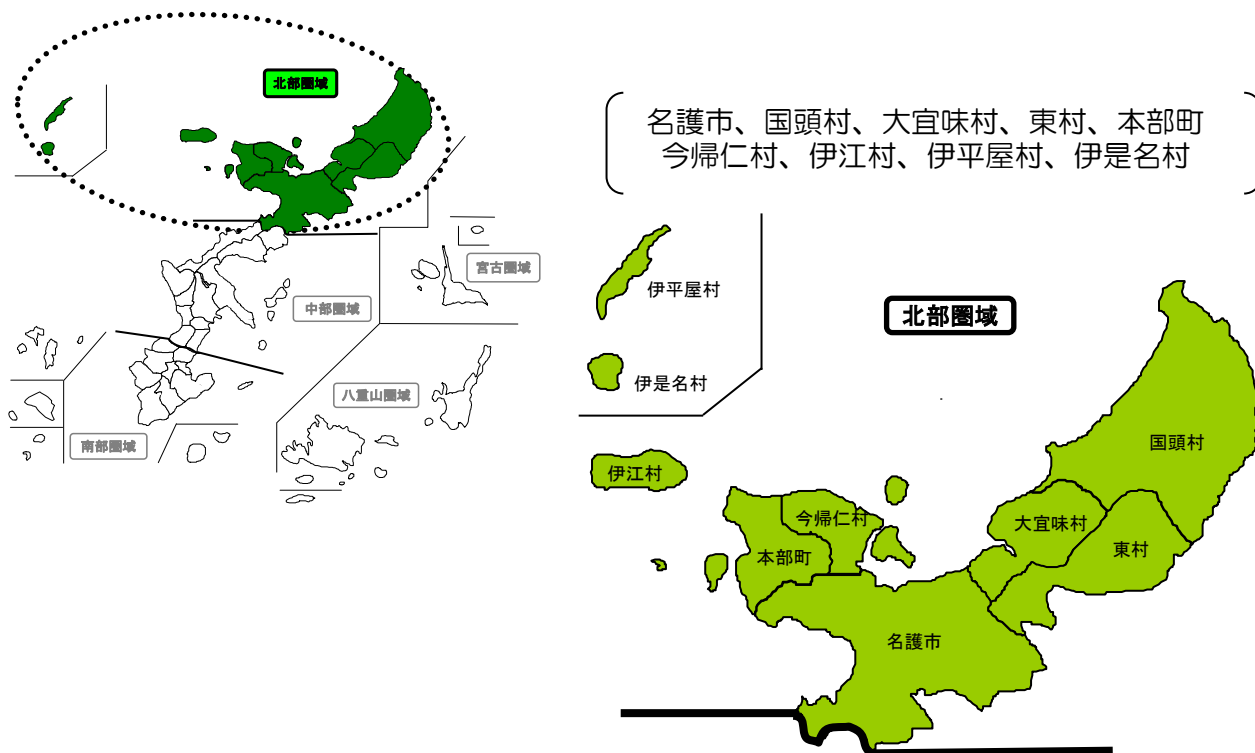 北部圏域
宮古圏域
中部圏域
八重山圏域
南部圏域
名護市、国頭村、大宜味村、東村、本部町
今帰仁村、伊江村、伊平屋村、伊是名村
伊平屋村
北部圏域
伊是名村
国頭村
伊江村
今帰仁村
大宜味村
東村
本部町
名護市